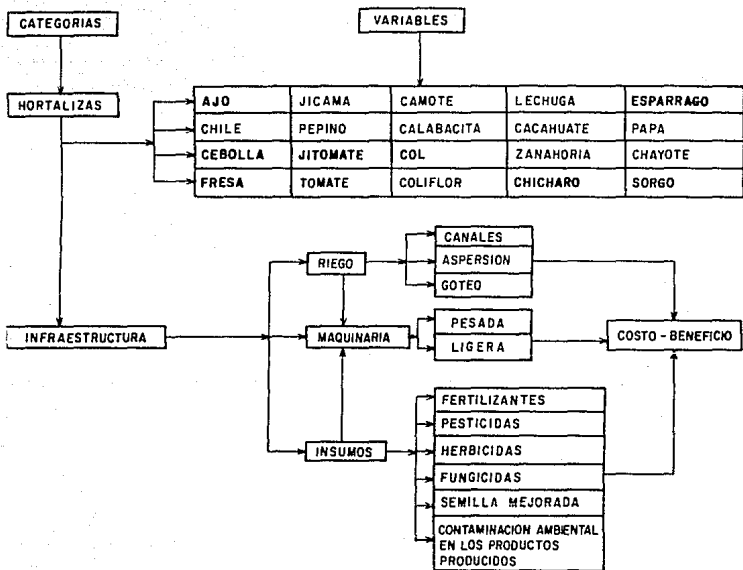 CATEGORIAS
VARIABLES
HORTALIZAS
AJO JICAMA CAMOTE LECHUGA ESPARRAGO
CHILE PEPINO CALABACITA CACAHUATE PAPA
CEBOLLA JITOMATE COL ZANAHORIA CHAYOTE
FRESA TOMATE COLIFLOR CHICHARO SORGO
INFRAESTRUCTURA
RIEGO
CANALES
ASPERSION
GOTEO
MAQUINARIA
PESADA
LIGERA
COSTO - BENEFICIO
INSUMOS
FERTILIZANTES
PESTICIDAS
HERBICIDAS
FUNGICIDAS
SEMILLA MEJORADA
CONTAMINACION AMBIENTAL
EN LOS PRODUCTOS
PRODUCIDOS